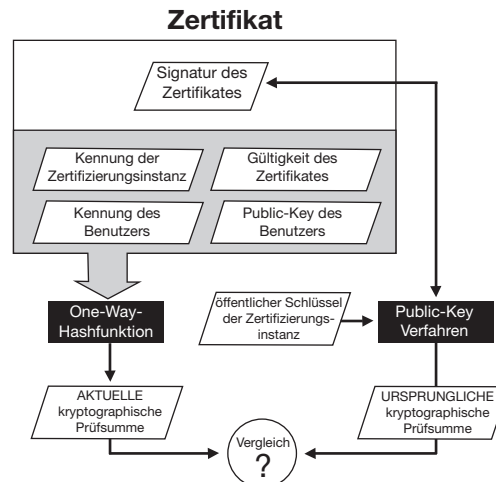 Zertifikat
Signatur des
Zertifikates
Kennung der
Zertifizierungsinstanz
Gültigkeit des
Zertifikates
Kennung des
Benutzers
Public-Key des
Benutzers
One-Way-
Hashfunktion
öffentlicher Schlüssel
der Zertifizierungs-
instanz
Public-Key
Verfahren
AKTUELLE
kryptographische
Prüfsumme
Vergleich
?
URSPRUNGLICHE
kryptographische
Prüfsumme